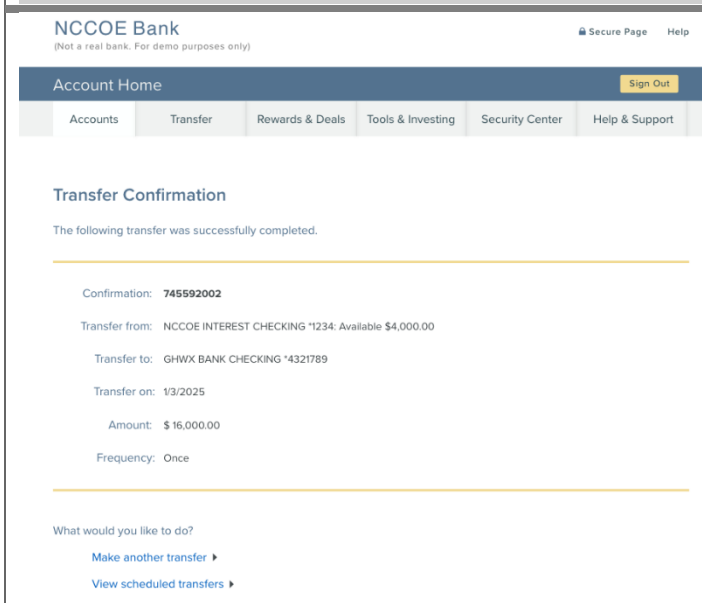 NCCOE Bank
(Not a real bank. For demo purposes only)
Secure Page Help
Account Home
Sign Out
Accounts Transfer Rewards & Deals Tools & Investing Security Center Help & Support
Transfer Confirmation
The following transfer was successfully completed.
Confirmation: 745592002
Transfer from: NCCOE INTEREST CHECKING *1234: Available $4,000.00
Transfer to: GHWX BANK CHECKING *4321789
Transfer on: 1/3/2025
Amount: $ 16,000.00
Frequency: Once
What would you like to do?
Make another transfer
View scheduled transfers